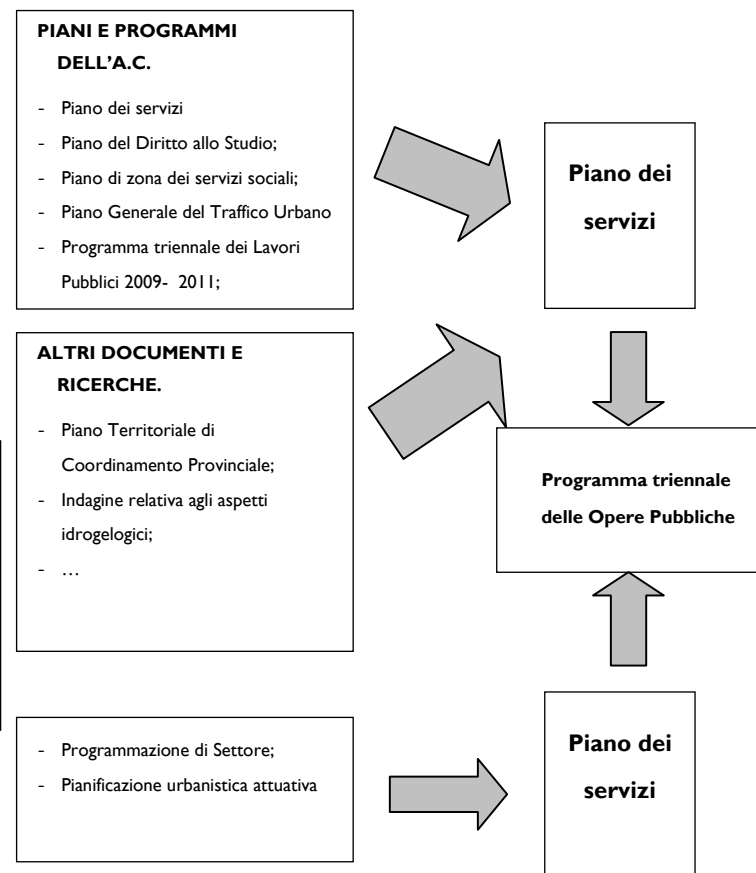 PIANI E PROGRAMMI
DELL'A.C.
- Piano dei servizi
- Piano del Diritto allo Studio;
- Piano di zona dei servizi sociali;
- Piano Generale del Traffico Urbano
- Programma triennale dei Lavori
Pubblici 2009- 2011;
Piano dei
servizi
ALTRI DOCUMENTI E
RICERCHE.
- Piano Territoriale di
Coordinamento Provinciale;
- Indagine relativa agli aspetti
idrogelogici;
- …
Programma triennale
delle Opere Pubbliche
- Programmazione di Settore;
- Pianificazione urbanistica attuativa
Piano dei
servizi